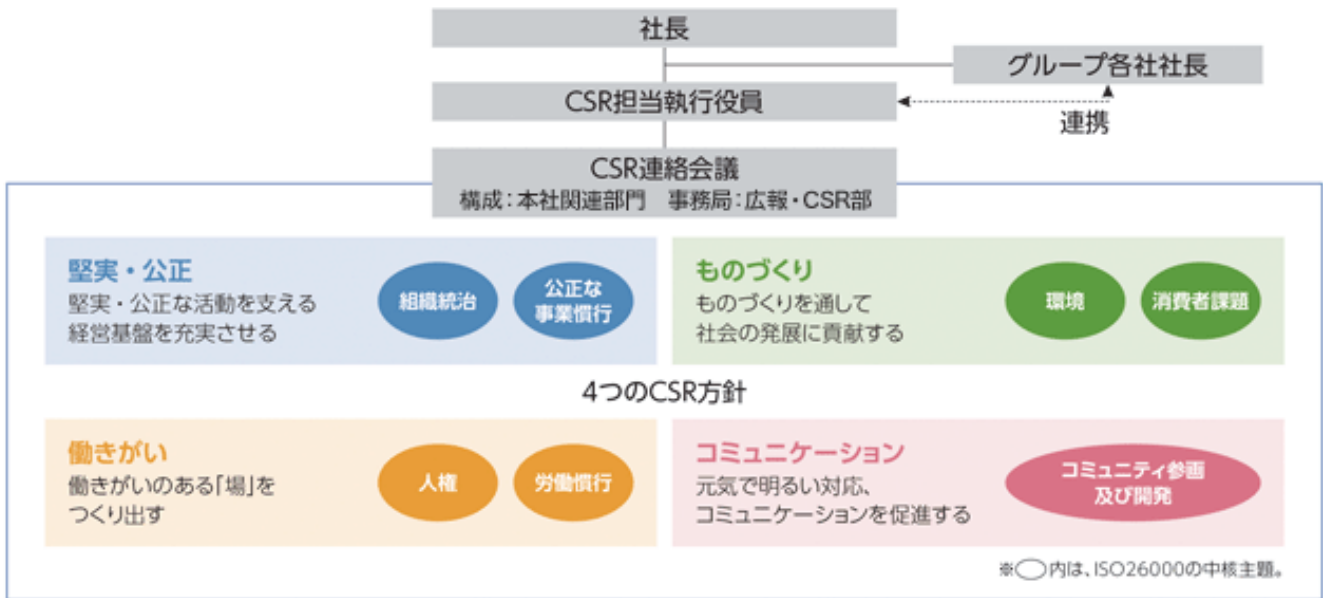 社長
グループ各社社長
CSR担当執行役員
連携
CSR連絡会議
構成：本社関連部門　事務局：広報・CSR部
堅実・公正
堅実・公正な活動を支える
経営基盤を充実させる
組織統治
公正な
事業慣行
ものづくり
ものづくりを通して
社会の発展に貢献する
環境
消費者課題
4つのCSR方針
働きがい
働きがいのある「場」を
つくり出す
人権
労働慣行
コミュニケーション
元気で明るい対応、
コミュニケーションを促進する
コミュニティ参画
及び開発
※◯内は、ISO26000の中核主題。